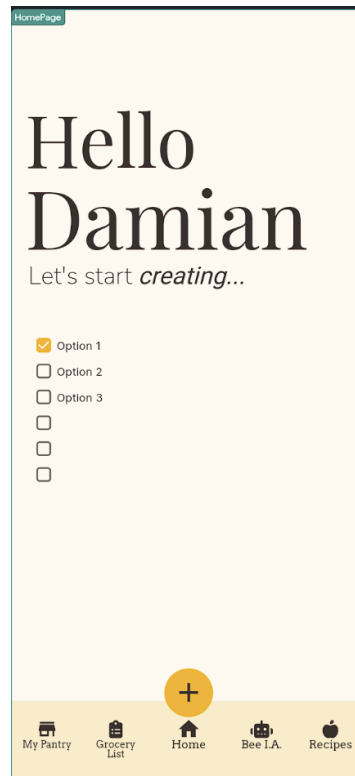 HomePage
Hello
Damian
Let's start creating...
Option 1
Option 2
Option 3
My Pantry
Grocery
List
Home
Bee I.A.
Recipes